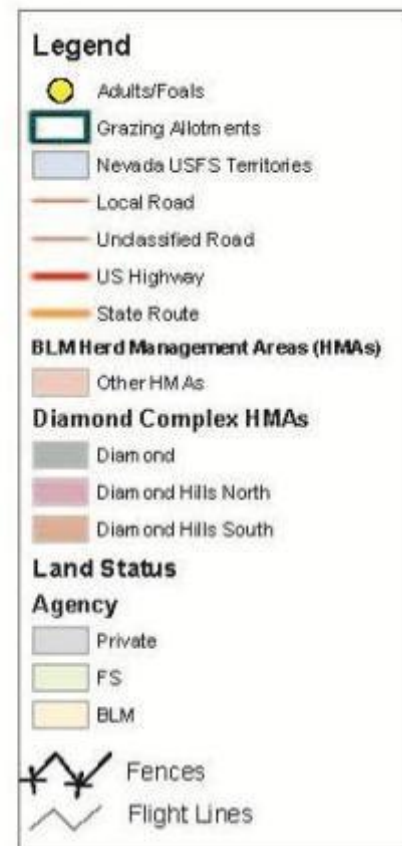 Legend
Adults/Foals
Grazing Allotments
Nevada USFS Territories
Local Road
Unclassified Road
US Highway
State Route
BLM Herd Management Areas (HMAs)
Other HMAs
Diamond Complex HMAs
Diamond
Diamond Hills North
Diamond Hills South
Land Status
Agency
Private
FS
BLM
Fences
Flight Lines